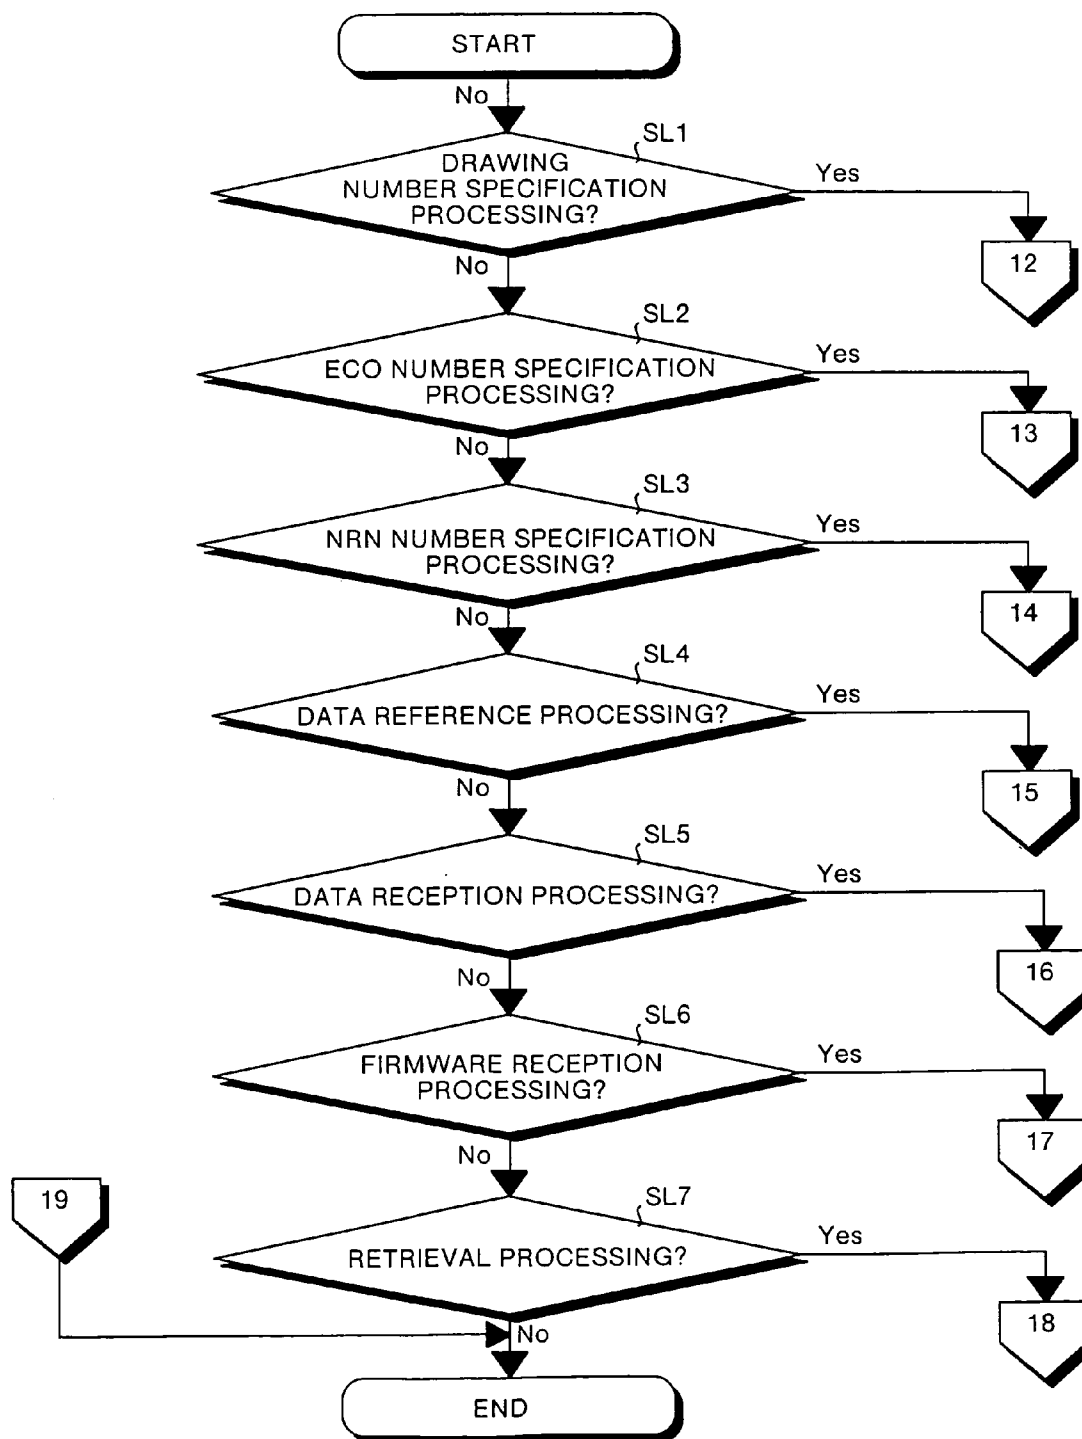 START
No
SL1
DRAWING
NUMBER SPECIFICATION
PROCESSING?
Yes
12
No
SL2
ECO NUMBER SPECIFICATION
PROCESSING?
Yes
13
No
SL3
NRN NUMBER SPECIFICATION
PROCESSING?
Yes
14
No
SL4
DATA REFERENCE PROCESSING?
Yes
15
No
SL5
DATA RECEPTION PROCESSING?
Yes
16
No
SL6
FIRMWARE RECEPTION
PROCESSING?
Yes
17
No
19
SL7
RETRIEVAL PROCESSING?
Yes
18
No
END